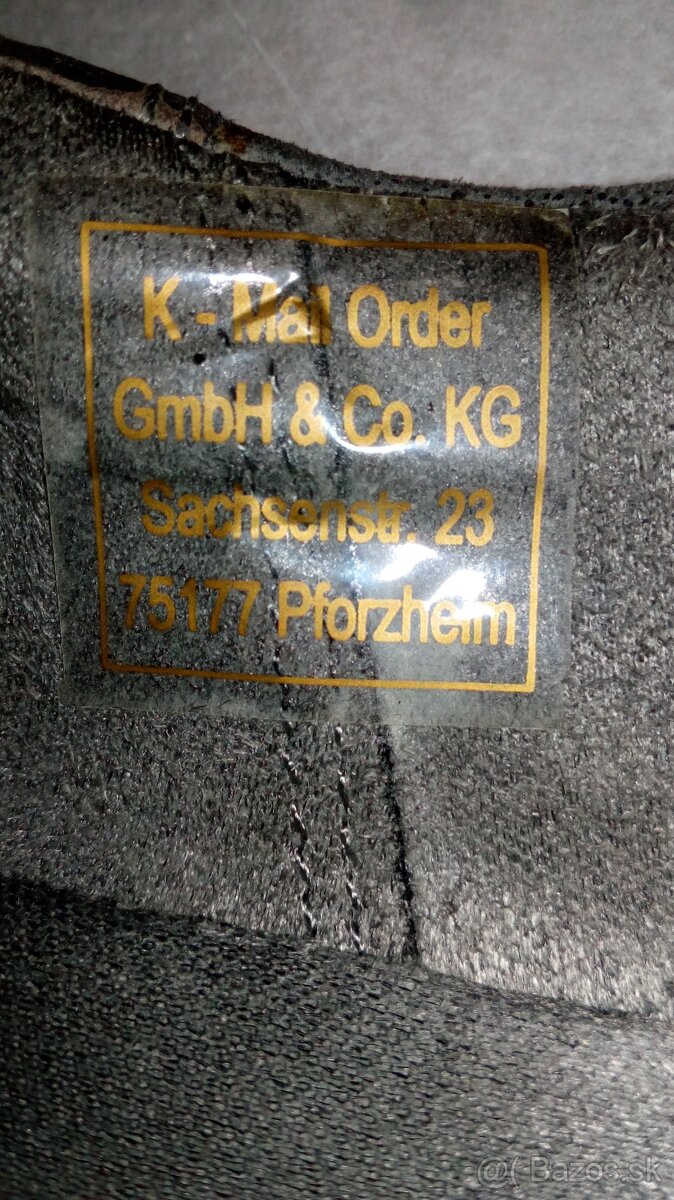 K - Mail Order
GmbH & Co. KG
Sachsenstr. 23
75177 Pforzheim
@( Bazos.sk